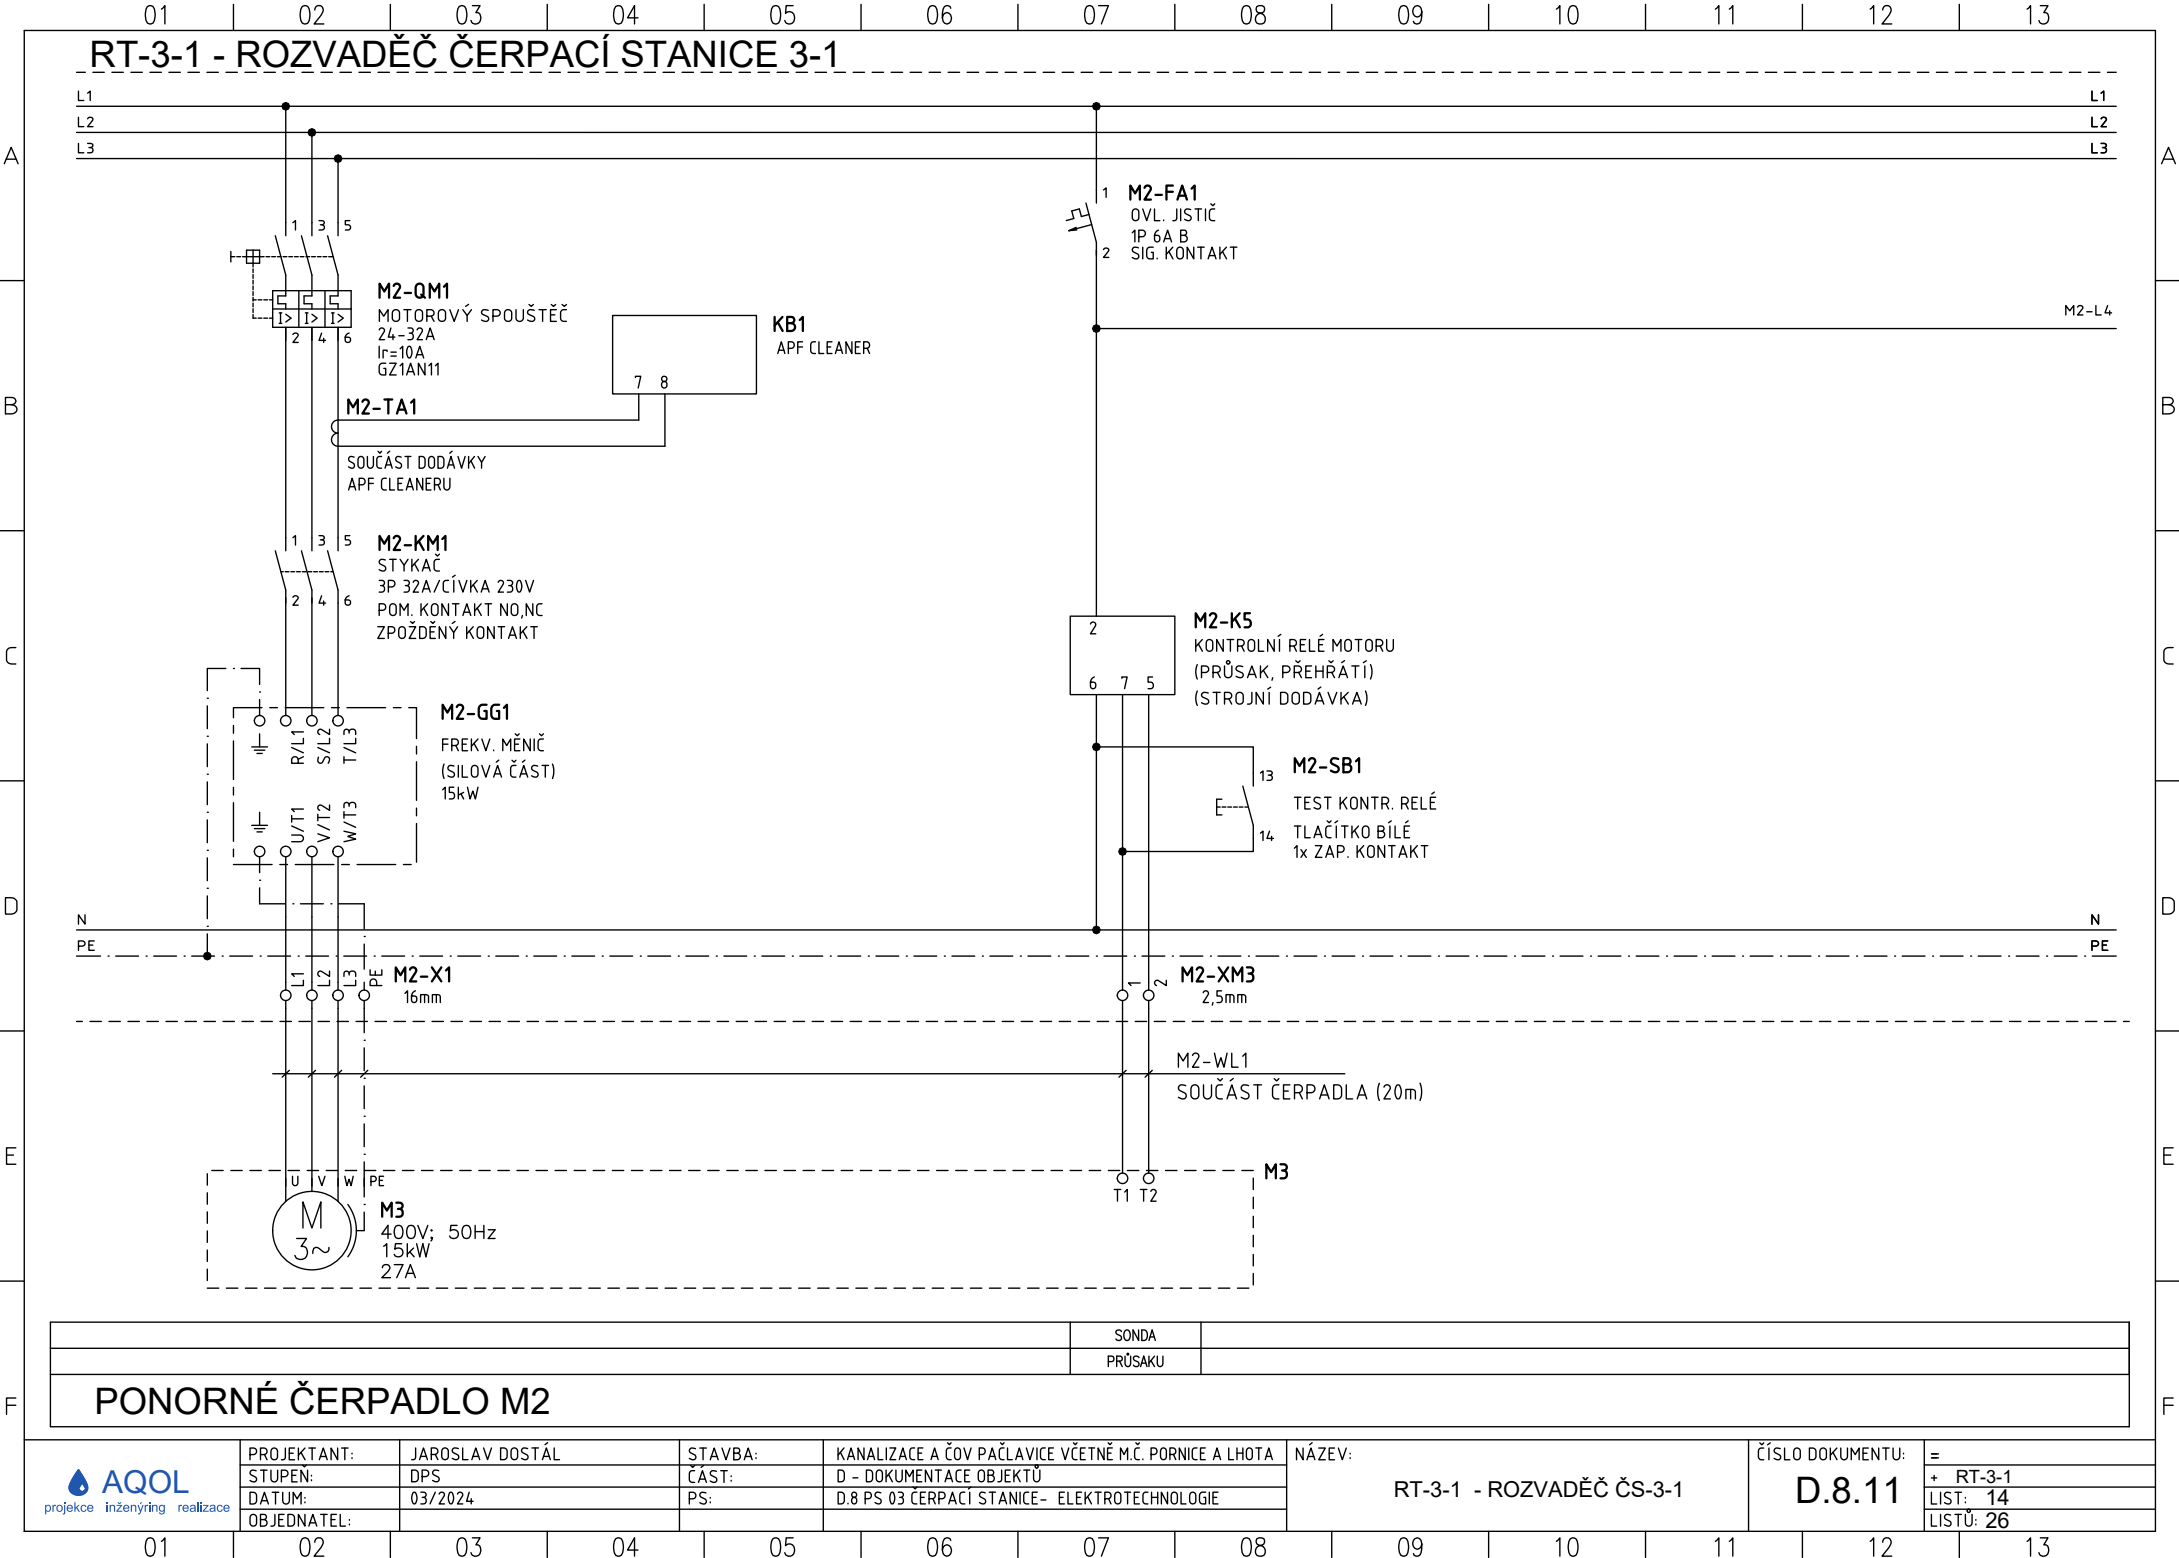 01 02 03 04 05 06 07 08 09 10 11 12 13
RT-3-1 - ROZVADĚČ ČERPACÍ STANICE 3-1
L1 L1
L2 L2
L3 L3
A A
1 M2-FA1
OVL. JISTIČ
1P 6A B
2 SIG. KONTAKT
1 3 5
M2-QM1
MOTOROVÝ SPOUŠTĚČ
24-32A
Ir=10A
GZ1AN11
I> I> I>
2 4 6
KB1
APF CLEANER
7 8
M2-L4
B B
M2-TA1
SOUČÁST DODÁVKY
APF CLEANERU
1 3 5
M2-KM1
STYKAČ
3P 32A/CÍVKA 230V
POM. KONTAKT NO,NC
ZPOŽDĚNÝ KONTAKT
2 4 6
C C
2
M2-K5
KONTROLNÍ RELÉ MOTORU
(PRŮSAK, PŘEHŘÁTÍ)
(STROJNÍ DODÁVKA)
6 7 5
M2-GG1
FREKV. MĚNIČ
(SILOVÁ ČÁST)
15kW
R/L1 S/L2 T/L3
U/T1 V/T2 W/T3
13 M2-SB1
TEST KONTR. RELÉ
14 TLAČÍTKO BÍLÉ
1x ZAP. KONTAKT
D D
N N
PE PE
L1 L2 L3 PE M2-X1
16mm
1 2 M2-XM3
2,5mm
M2-WL1
SOUČÁST ČERPADLA (20m)
E E
U V W PE
M
3~
M3
400V; 50Hz
15kW
27A
T1 T2
M3
SONDA
PRŮSAKU
F F
PONORNÉ ČERPADLO M2
AQOL
projekce inženýring realizace
PROJEKTANT: JAROSLAV DOSTÁL
STUPEŇ: DPS
DATUM: 03/2024
OBJEDNATEL:
STAVBA: KANALIZACE A ČOV PAČLAVICE VČETNĚ M.Č. PORNICE A LHOTA
ČÁST: D - DOKUMENTACE OBJEKTŮ
PS: D.8 PS 03 ČERPACÍ STANICE- ELEKTROTECHNOLOGIE
NÁZEV:
RT-3-1 - ROZVADĚČ ČS-3-1
ČÍSLO DOKUMENTU:
D.8.11
=
+ RT-3-1
LIST: 14
LISTŮ: 26
01 02 03 04 05 06 07 08 09 10 11 12 13